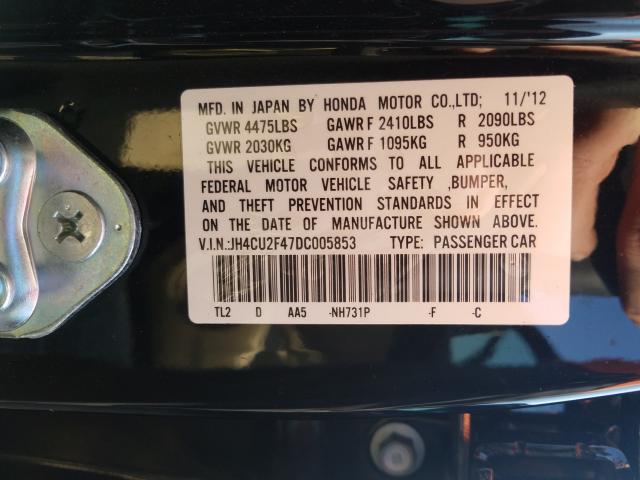 MFD. IN JAPAN BY HONDA MOTOR CO.,LTD; 11/'12
GVWR 4475LBS GAWR F 2410LBS R 2090LBS
GVWR 2030KG GAWR F 1095KG R 950KG
THIS VEHICLE CONFORMS TO ALL APPLICABLE
FEDERAL MOTOR VEHICLE SAFETY ,BUMPER,
AND THEFT PREVENTION STANDARDS IN EFFECT
ON THE DATE OF MANUFACTURE SHOWN ABOVE.
V.I.N.:JH4CU2F47DC005853 TYPE: PASSENGER CAR
TL2 D AA5 -NH731P -F -C